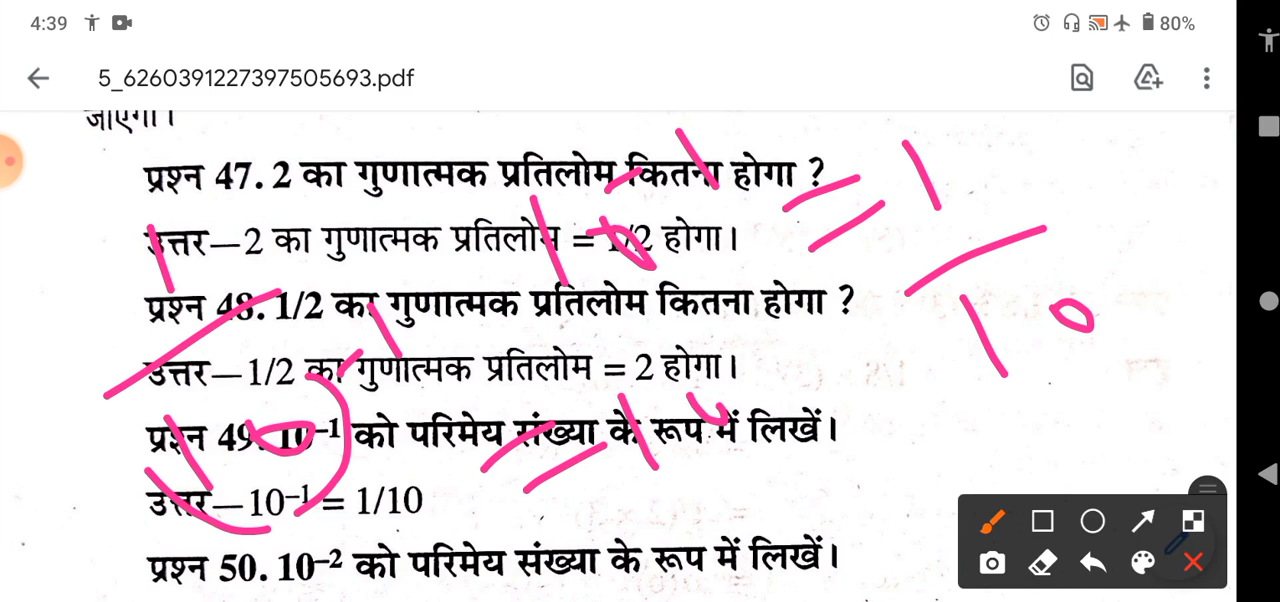 4:39 80%
5_6260391227397505693.pdf
जाएगा।
प्रश्न 47. 2 का गुणात्मक प्रतिलोम कितना होगा ?
उत्तर—2 का गुणात्मक प्रतिलोम = 1/2 होगा।
प्रश्न 48. 1/2 का गुणात्मक प्रतिलोम कितना होगा ?
उत्तर—1/2 का गुणात्मक प्रतिलोम = 2 होगा।
प्रश्न 49. 10⁻¹ को परिमेय संख्या के रूप में लिखें।
उत्तर—10⁻¹ = 1/10
प्रश्न 50. 10⁻² को परिमेय संख्या के रूप में लिखें।
10⁻¹ = 1/10
1/(10)⁻¹ = 10